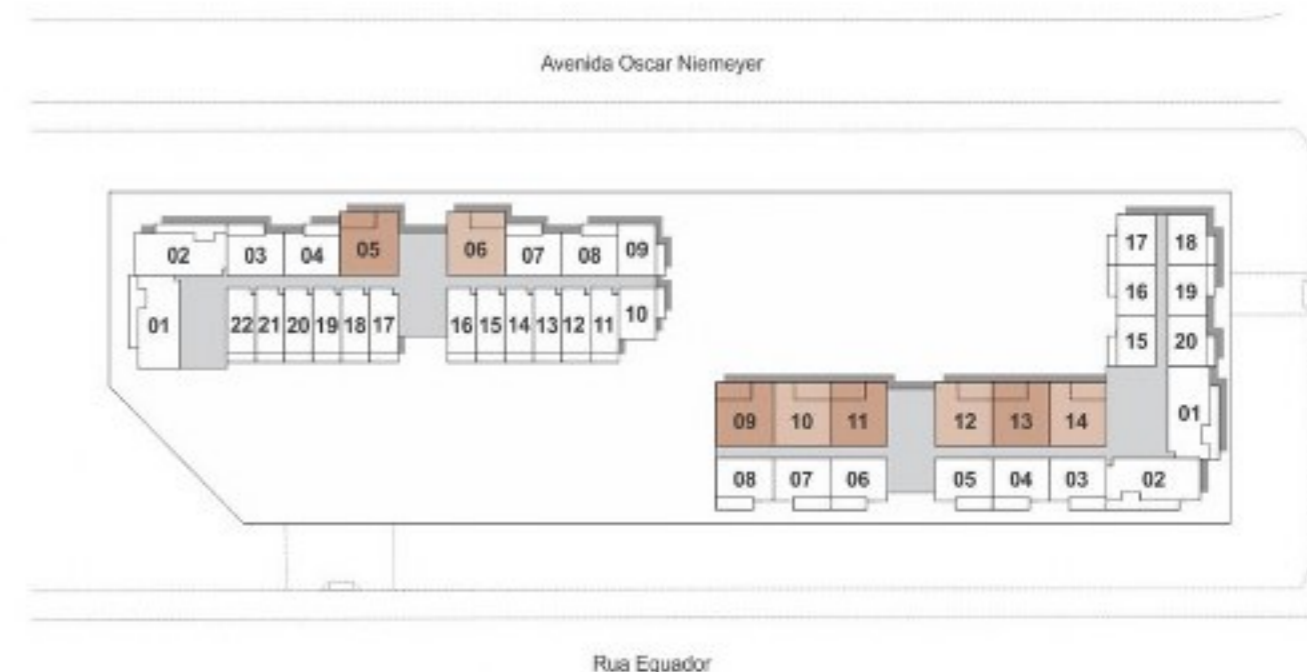 Avenida Oscar Niemeyer
02 03 04 05 06 07 08 09
01 22 21 20 19 18 17 16 15 14 13 12 11 10
17 18
16 19
15 20
09 10 11 12 13 14 01
08 07 06 05 04 03 02
Rua Equador